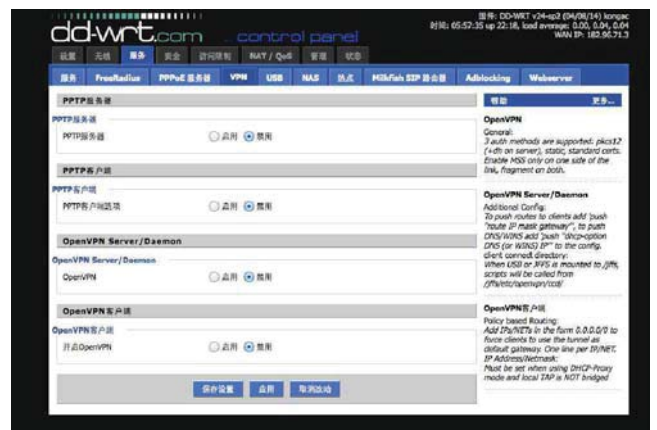 dd-wrt.com ... control panel
固件: DD-WRT v24-sp2 (04/08/14) kongac
时间: 05:57:35 up 22:18, load average: 0.00, 0.04, 0.04
WAN IP: 182.96.71.3
设置 无线 服务 安全 访问限制 NAT / QoS 管理 状态
服务 FreeRadius PPPoE 服务器 VPN USB NAS 热点 Milkfish SIP 路由器 Adblocking Webserver
PPTP服务器
PPTP服务器
PPTP服务器 启用 禁用
PPTP客户端
PPTP客户端
PPTP客户端选项 启用 禁用
OpenVPN Server/Daemon
OpenVPN Server/Daemon
OpenVPN 启用 禁用
OpenVPN客户端
OpenVPN客户端
开启OpenVPN 启用 禁用
保存设置 应用 取消改动
帮助 更多...
OpenVPN
General:
3 auth methods are supported: pkcs12
(+dh on server), static, standard certs.
Enable MSS only on one side of the
link, fragment on both.
OpenVPN Server/Daemon
Additional Config:
To push routes to clients add 'push
"route IP mask gateway"', to push
DNS/WINS add 'push "dhcp-option
DNS (or WINS) IP"' to the config.
client connect directory:
When USB or JFFS is mounted to /jffs,
scripts will be called from
/jffs/etc/openvpn/ccd/
OpenVPN客户端
Policy based Routing:
Add IPs/NETs in the form 0.0.0.0/0 to
force clients to use the tunnel as
default gateway. One line per IP/NET.
IP Address/Netmask:
Must be set when using DHCP-Proxy
mode and local TAP is NOT bridged